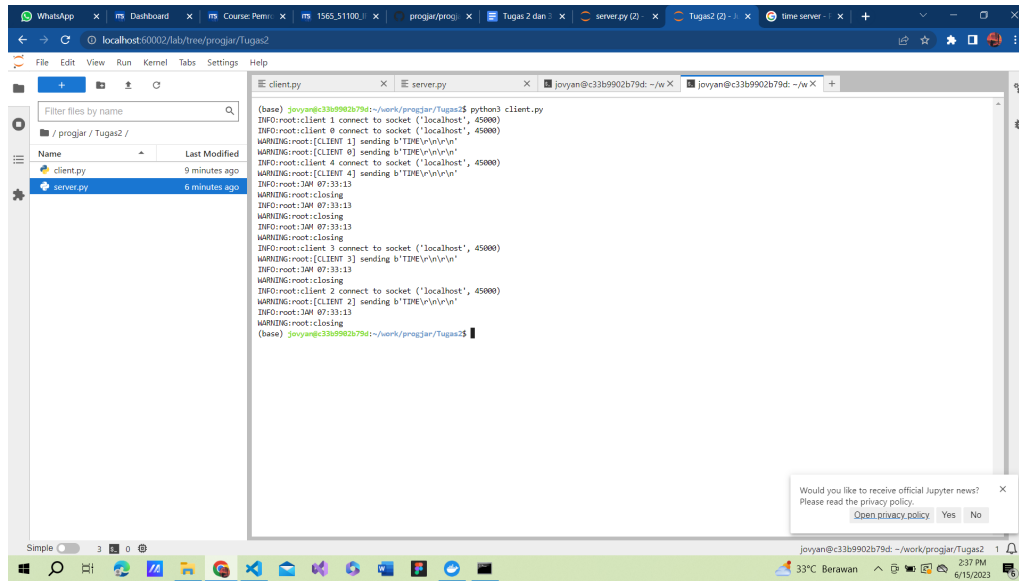 WhatsApp
Dashboard
Course: Pemr
1565_51100_
progjar/progj
Tugas 2 dan 3
server.py (2) -
Tugas2 (2) - J
time server -
localhost:60002/lab/tree/progjar/Tugas2
File Edit View Run Kernel Tabs Settings Help
Filter files by name
/ progjar / Tugas2 /
Name Last Modified
client.py 9 minutes ago
server.py 6 minutes ago
client.py
server.py
jovyan@c33b9902b79d: ~/w
jovyan@c33b9902b79d: ~/w
(base) jovyan@c33b9902b79d:~/work/progjar/Tugas2$ python3 client.py
INFO:root:client 1 connect to socket ('localhost', 45000)
INFO:root:client 0 connect to socket ('localhost', 45000)
WARNING:root:[CLIENT 1] sending b'TIME\r\n\r\n'
WARNING:root:[CLIENT 0] sending b'TIME\r\n\r\n'
INFO:root:client 4 connect to socket ('localhost', 45000)
WARNING:root:[CLIENT 4] sending b'TIME\r\n\r\n'
INFO:root:JAM 07:33:13
WARNING:root:closing
INFO:root:JAM 07:33:13
WARNING:root:closing
INFO:root:JAM 07:33:13
WARNING:root:closing
INFO:root:client 3 connect to socket ('localhost', 45000)
WARNING:root:[CLIENT 3] sending b'TIME\r\n\r\n'
INFO:root:JAM 07:33:13
WARNING:root:closing
INFO:root:client 2 connect to socket ('localhost', 45000)
WARNING:root:[CLIENT 2] sending b'TIME\r\n\r\n'
INFO:root:JAM 07:33:13
WARNING:root:closing
(base) jovyan@c33b9902b79d:~/work/progjar/Tugas2$
Would you like to receive official Jupyter news?
Please read the privacy policy.
Open privacy policy Yes No
Simple 3 0 jovyan@c33b9902b79d: ~/work/progjar/Tugas2 1
33°C Berawan
2:37 PM
6/15/2023
6